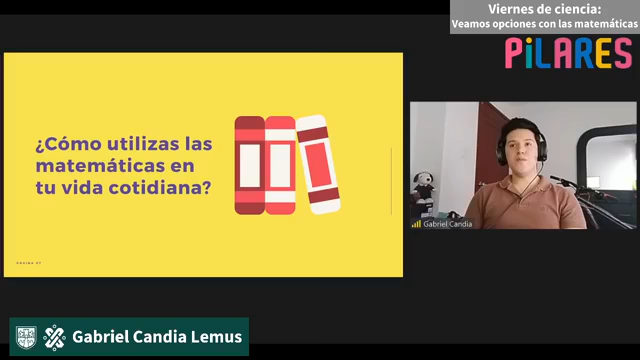 Viernes de ciencia:
Veamos opciones con las matemáticas
PiLARES
¿Cómo utilizas las
matemáticas en
tu vida cotidiana?
Gabriel Candia
Gabriel Candia Lemus